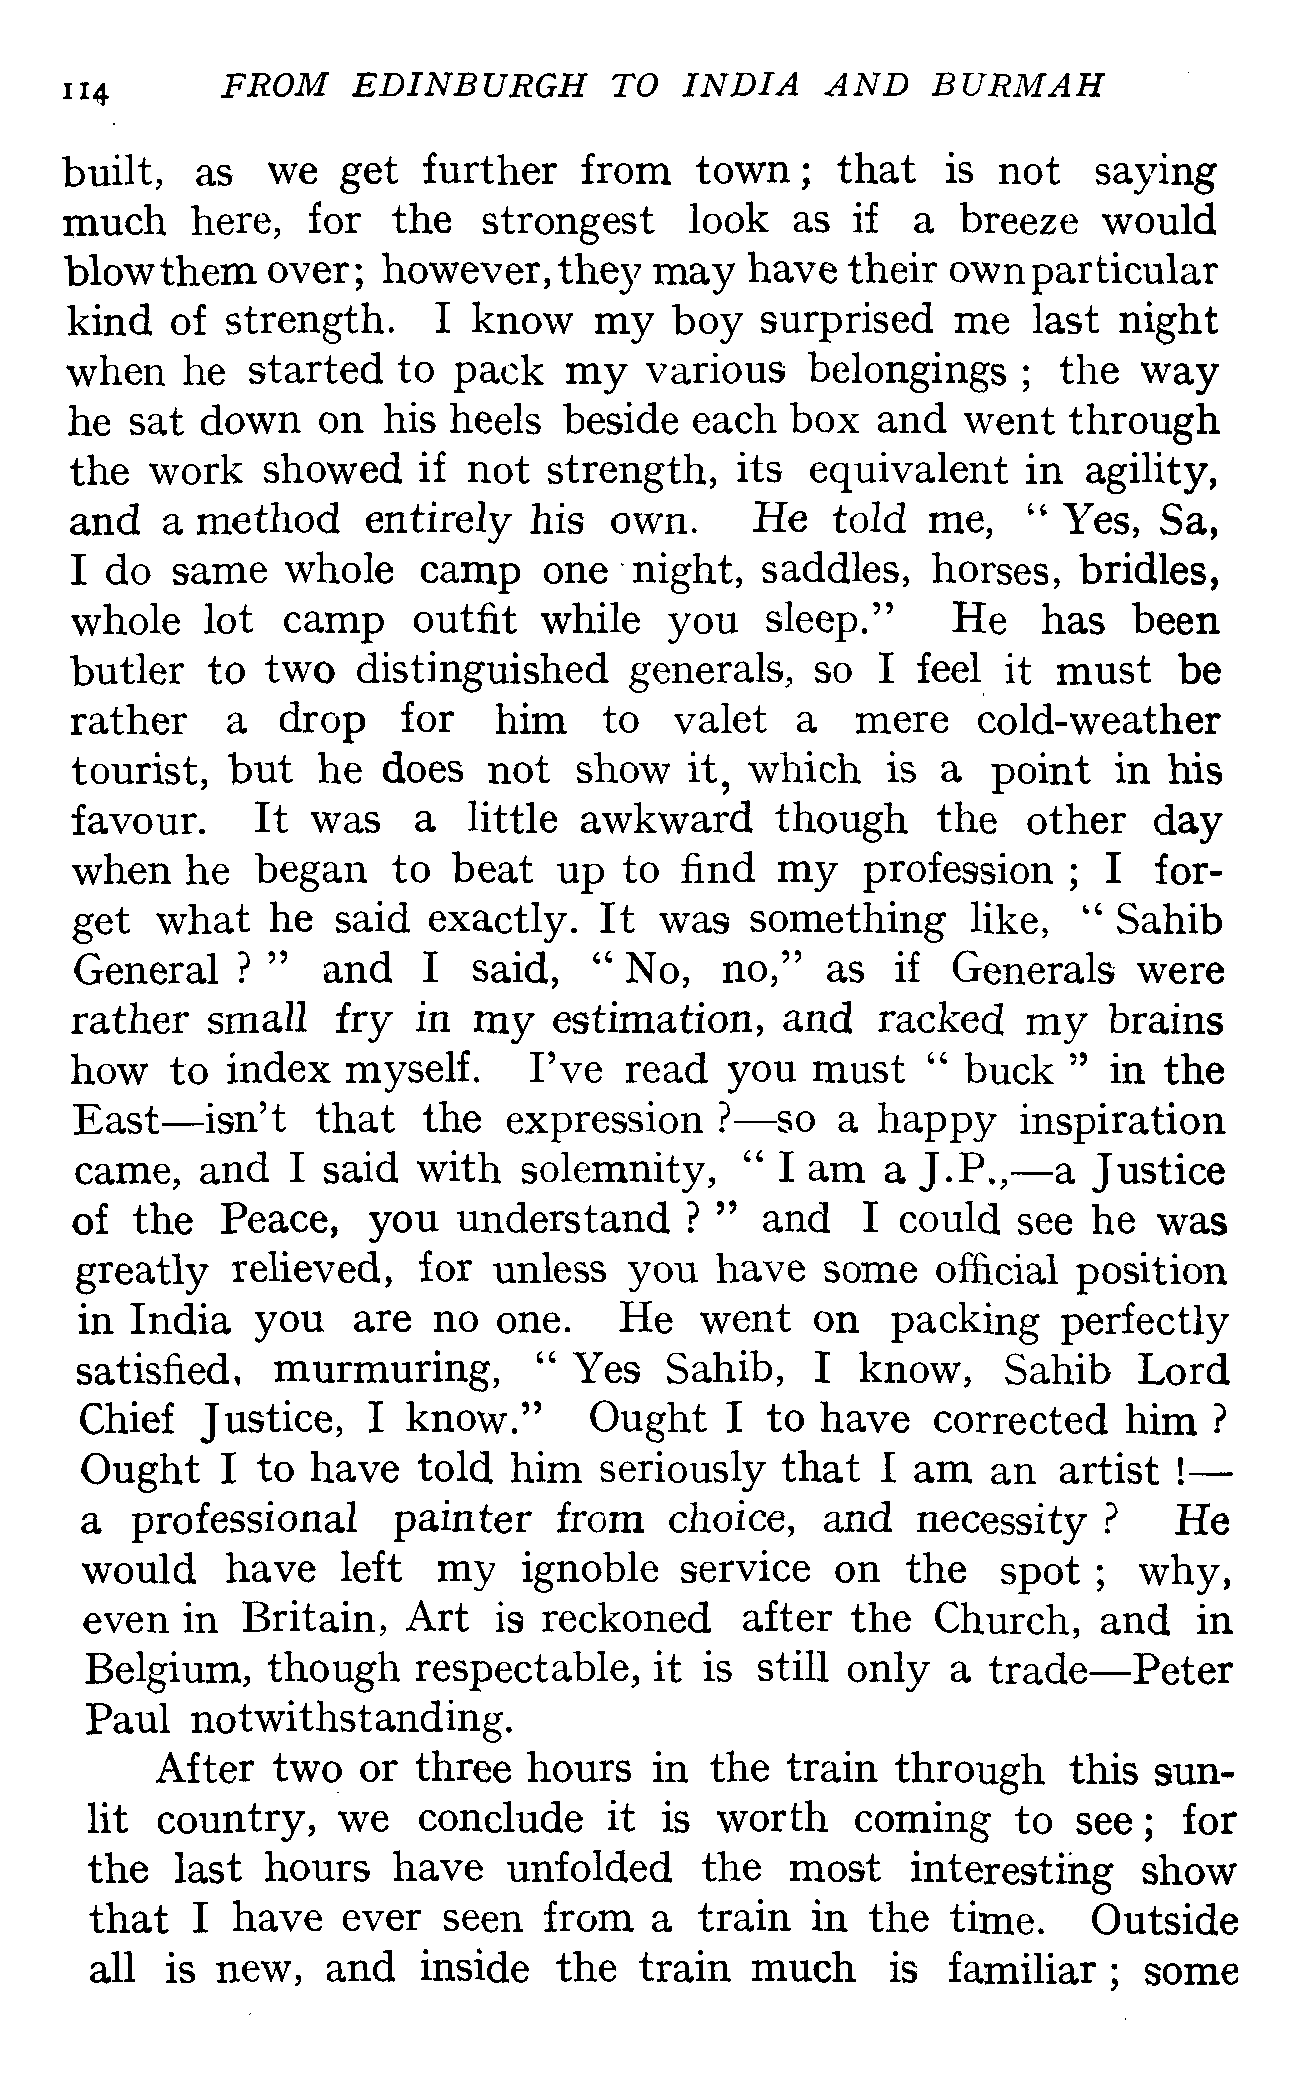 114 FROM EDINBURGH TO INDIA AND BURMAH
built, as we get further from town; that is not saying
much here, for the strongest look as if a breeze would
blow them over; however, they may have their own particular
kind of strength. I know my boy surprised me last night
when he started to pack my various belongings; the way
he sat down on his heels beside each box and went through
the work showed if not strength, its equivalent in agility,
and a method entirely his own. He told me, "Yes, Sa,
I do same whole camp one night, saddles, horses, bridles,
whole lot camp outfit while you sleep." He has been
butler to two distinguished generals, so I feel it must be
rather a drop for him to valet a mere cold-weather
tourist, but he does not show it, which is a point in his
favour. It was a little awkward though the other day
when he began to beat up to find my profession; I for-
get what he said exactly. It was something like, "Sahib
General?" and I said, "No, no," as if Generals were
rather small fry in my estimation, and racked my brains
how to index myself. I've read you must "buck" in the
East—isn't that the expression?—so a happy inspiration
came, and I said with solemnity, "I am a J.P.,—a Justice
of the Peace, you understand?" and I could see he was
greatly relieved, for unless you have some official position
in India you are no one. He went on packing perfectly
satisfied, murmuring, "Yes Sahib, I know, Sahib Lord
Chief Justice, I know." Ought I to have corrected him?
Ought I to have told him seriously that I am an artist!—
a professional painter from choice, and necessity? He
would have left my ignoble service on the spot; why,
even in Britain, Art is reckoned after the Church, and in
Belgium, though respectable, it is still only a trade—Peter
Paul notwithstanding.
After two or three hours in the train through this sun-
lit country, we conclude it is worth coming to see; for
the last hours have unfolded the most interesting show
that I have ever seen from a train in the time. Outside
all is new, and inside the train much is familiar; some